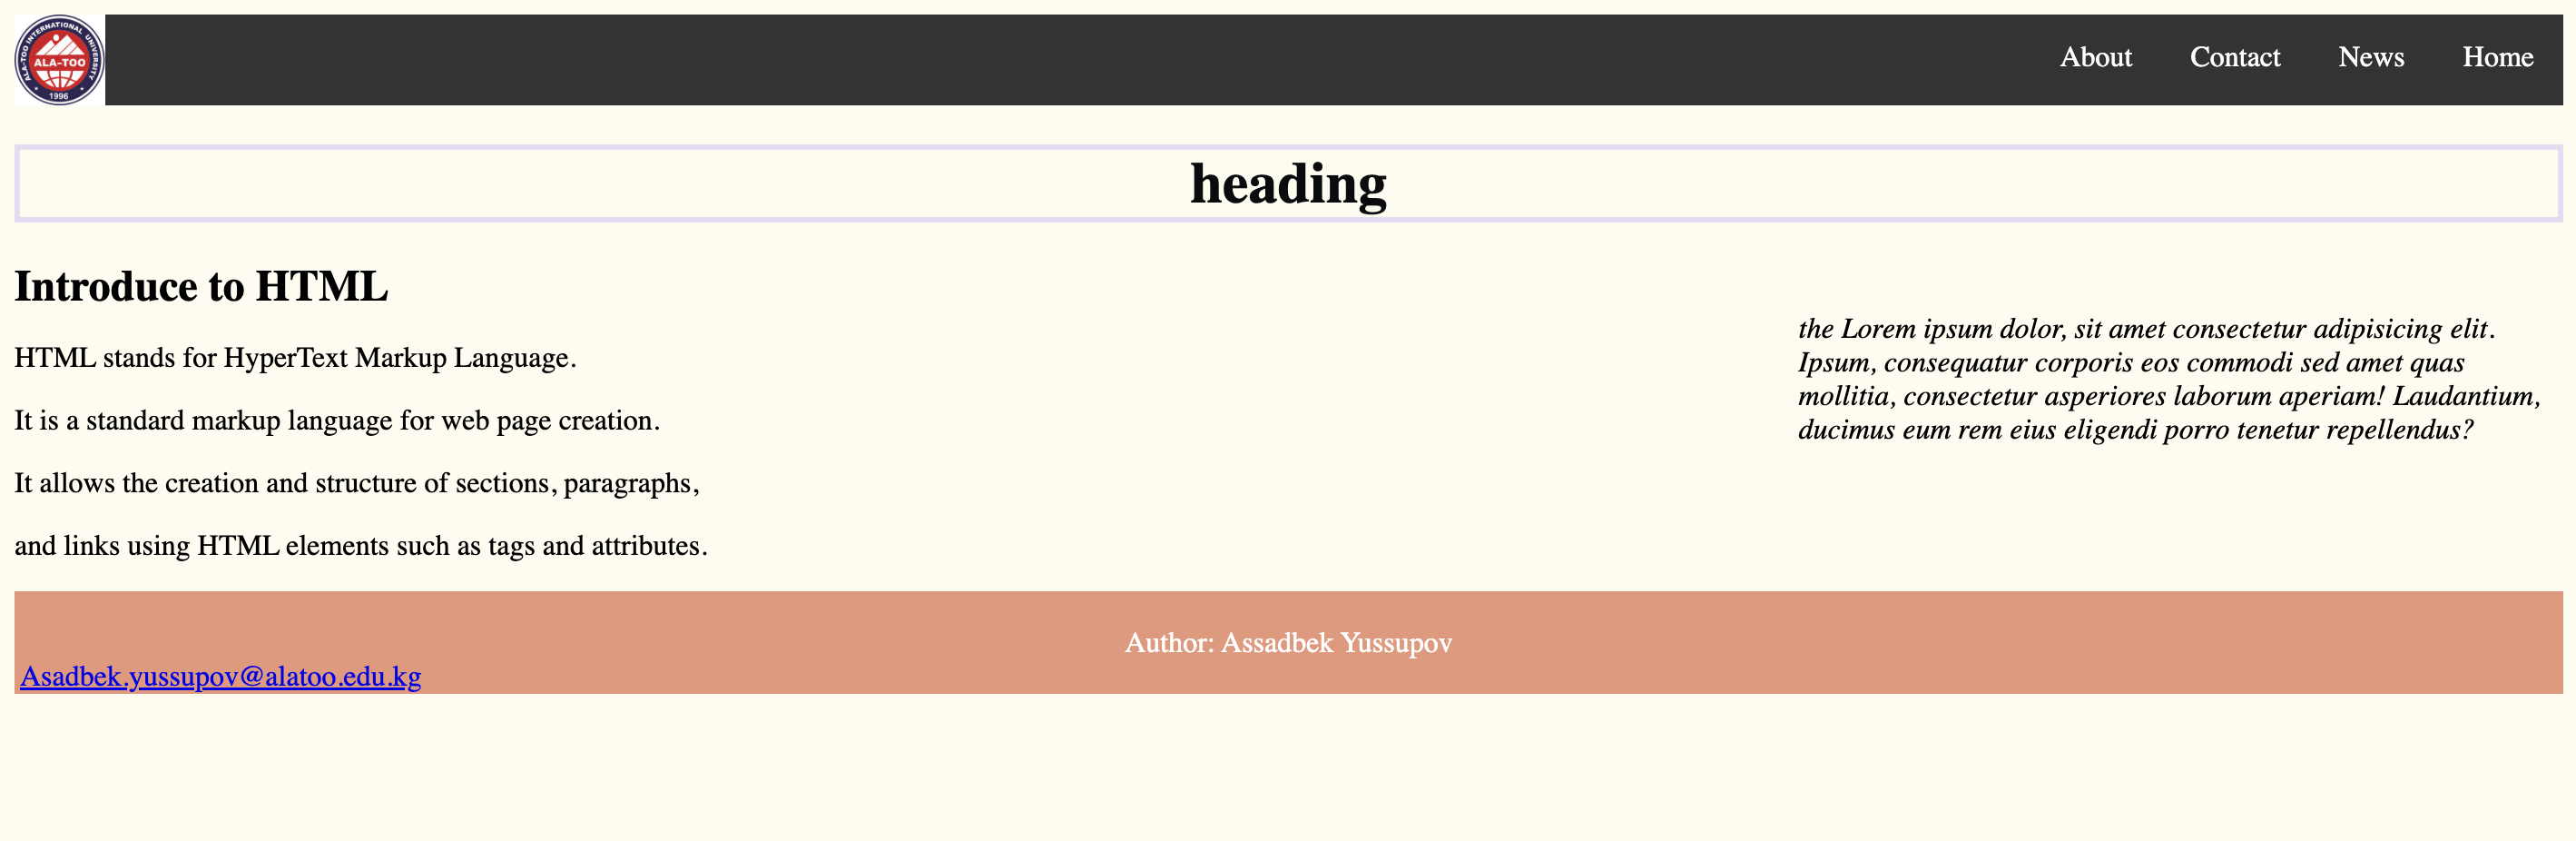 ALA-TOO INTERNATIONAL UNIVERSITY
ALA-TOO
1996
About
Contact
News
Home
heading
Introduce to HTML
HTML stands for HyperText Markup Language.
It is a standard markup language for web page creation.
It allows the creation and structure of sections, paragraphs,
and links using HTML elements such as tags and attributes.
the Lorem ipsum dolor, sit amet consectetur adipisicing elit.
Ipsum, consequatur corporis eos commodi sed amet quas
mollitia, consectetur asperiores laborum aperiam! Laudantium,
ducimus eum rem eius eligendi porro tenetur repellendus?
Author: Assadbek Yussupov
Asadbek.yussupov@alatoo.edu.kg